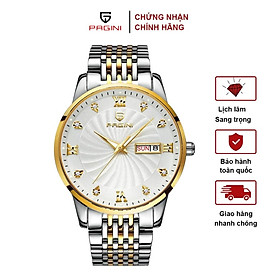 PAGINI
CHỨNG NHẬN
CHÍNH HÃNG
Lịch lãm
Sang trọng
PAGINI
SUN 8
Bảo hành
toàn quốc
Giao hàng
nhanh chóng